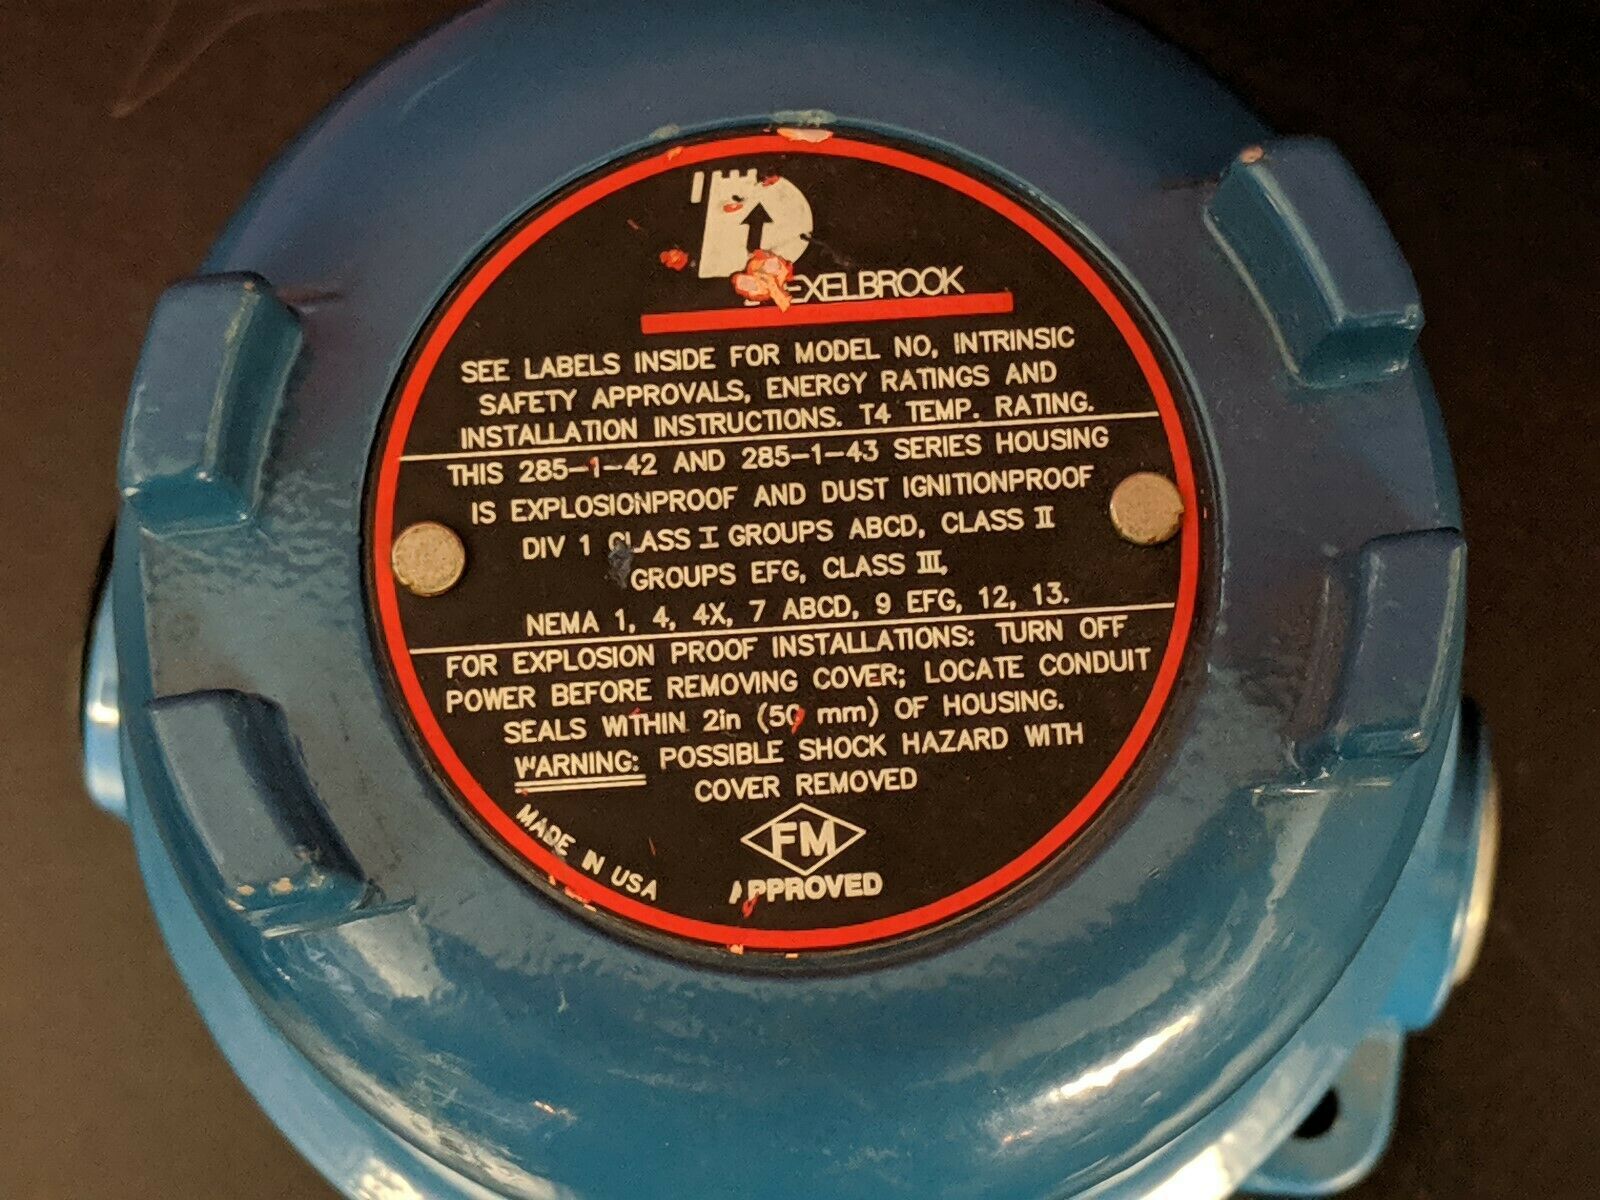 EXELBROOK
SEE LABELS INSIDE FOR MODEL NO, INTRINSIC
SAFETY APPROVALS, ENERGY RATINGS AND
INSTALLATION INSTRUCTIONS. T4 TEMP. RATING.
THIS 285-1-42 AND 285-1-43 SERIES HOUSING
IS EXPLOSIONPROOF AND DUST IGNITIONPROOF
DIV 1 CLASS I GROUPS ABCD, CLASS II
GROUPS EFG, CLASS III,
NEMA 1, 4, 4X, 7 ABCD, 9 EFG, 12, 13.
FOR EXPLOSION PROOF INSTALLATIONS: TURN OFF
POWER BEFORE REMOVING COVER; LOCATE CONDUIT
SEALS WITHIN 2in (50 mm) OF HOUSING.
WARNING: POSSIBLE SHOCK HAZARD WITH
COVER REMOVED
MADE IN USA
FM
APPROVED